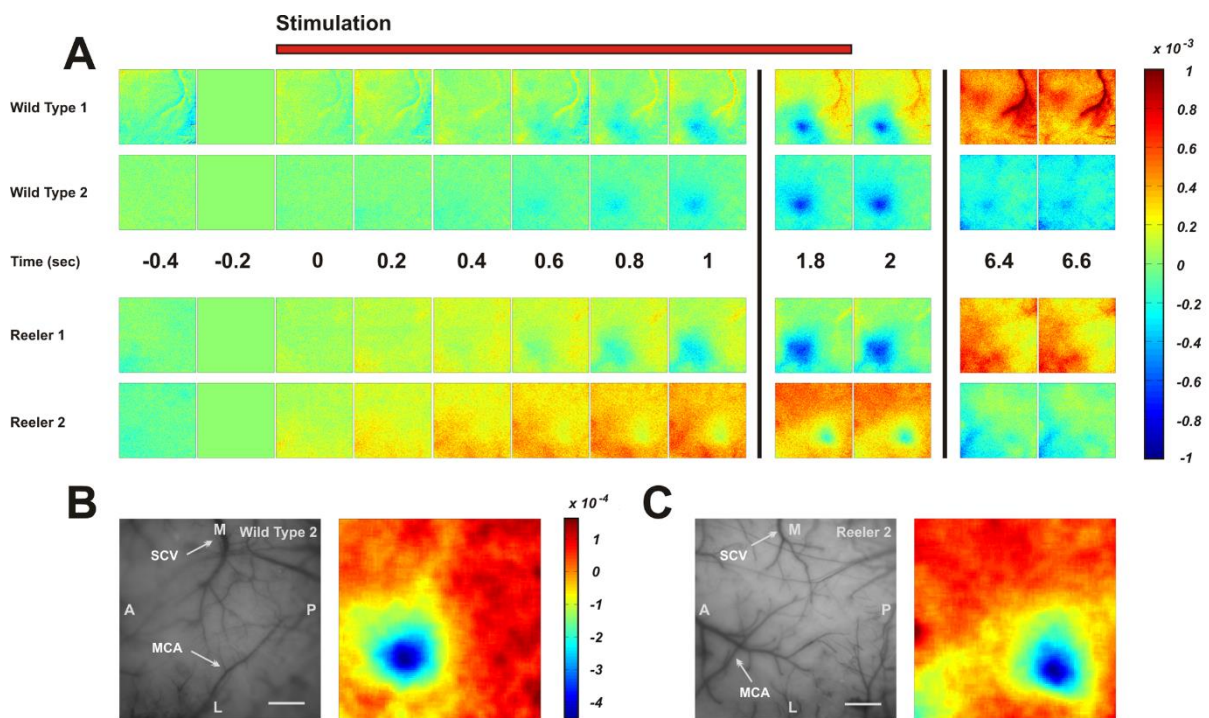 Stimulation
A
x 10-3
Wild Type 1
Wild Type 2
Time (sec) -0.4 -0.2 0 0.2 0.4 0.6 0.8 1 1.8 2 6.4 6.6
Reeler 1
Reeler 2
1
0.8
0.6
0.4
0.2
0
-0.2
-0.4
-0.6
-0.8
-1
B
M Wild Type 2
SCV
A P
MCA
L
x 10-4
1
0
-1
-2
-3
-4
C
M Reeler 2
SCV
A P
MCA
L